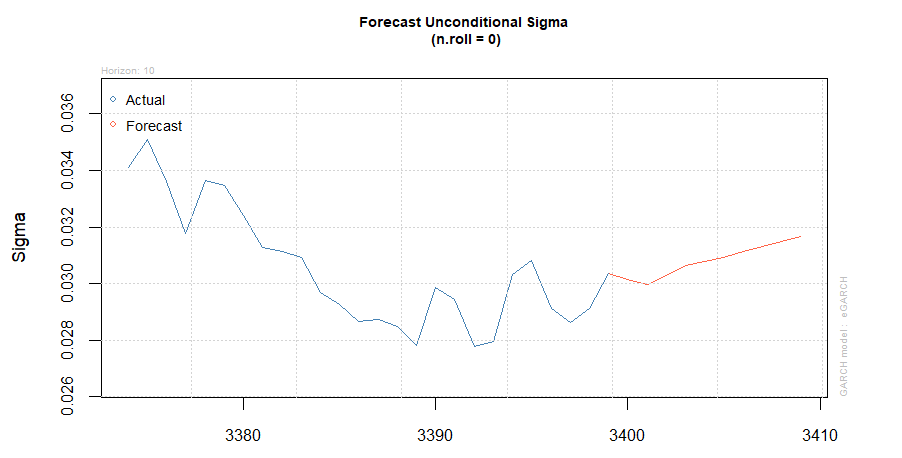 Forecast Unconditional Sigma
(n.roll = 0)
Horizon: 10
Actual
Forecast
Sigma
0.036
0.034
0.032
0.030
0.028
0.026
3380
3390
3400
3410
GARCH model : eGARCH